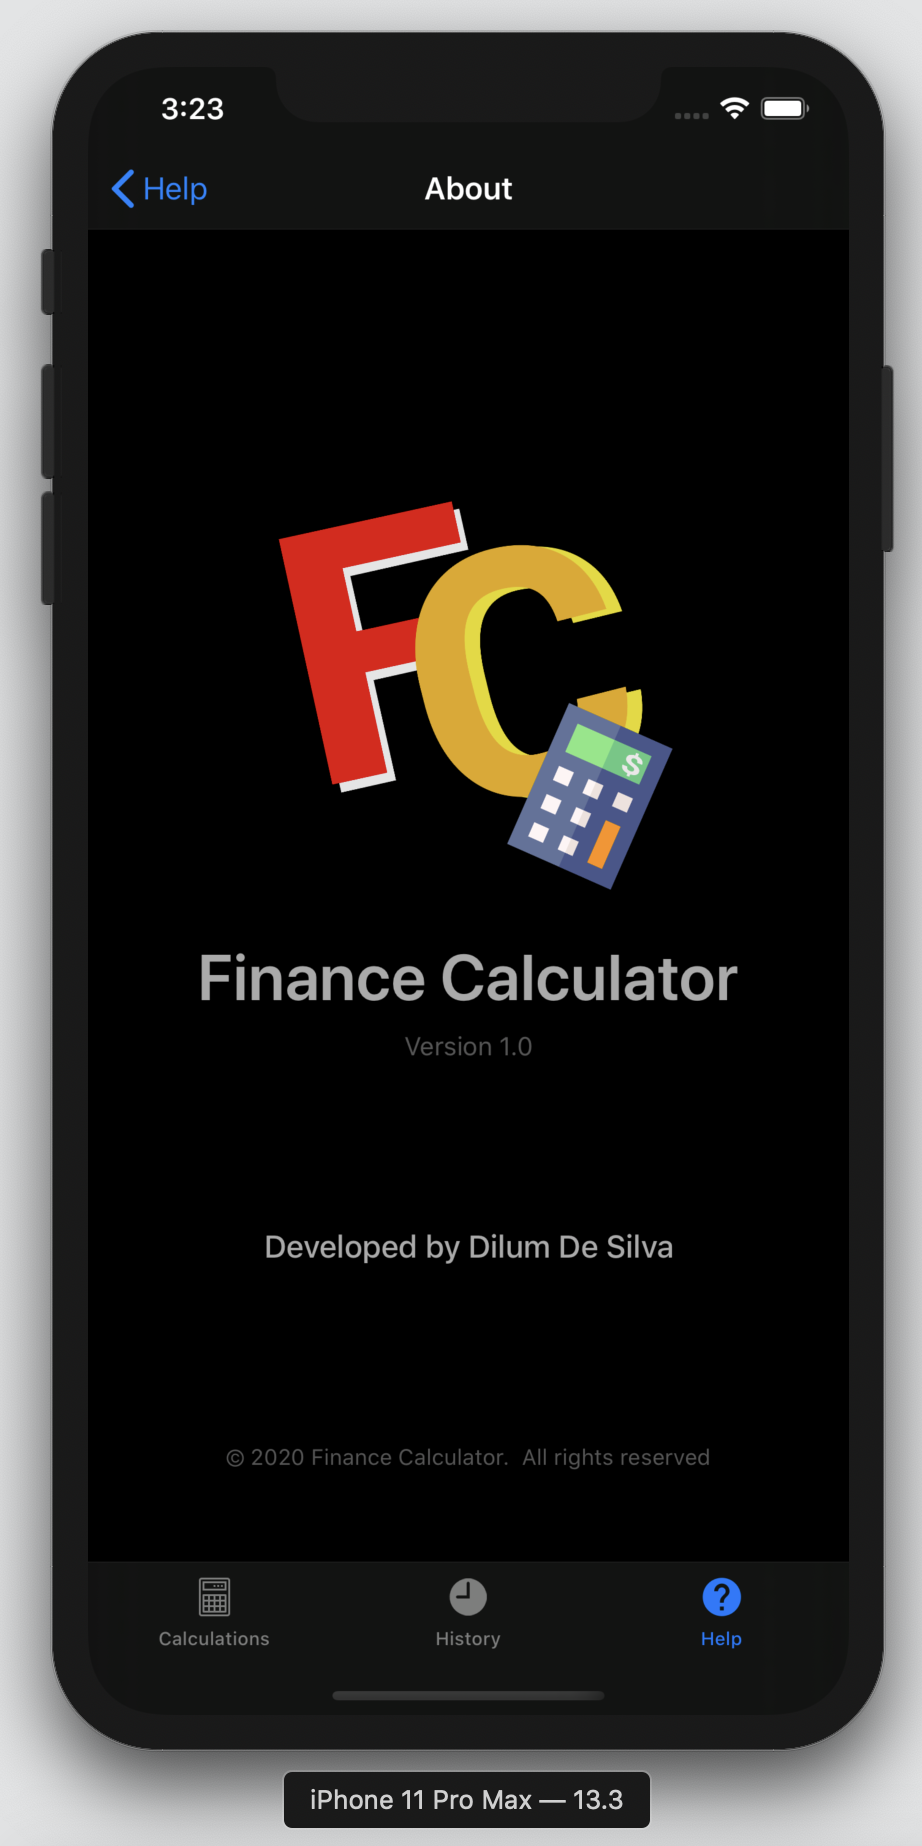 3:23
Help
About
FC
$
Finance Calculator
Version 1.0
Developed by Dilum De Silva
© 2020 Finance Calculator.  All rights reserved
?
Calculations
History
Help
iPhone 11 Pro Max — 13.3